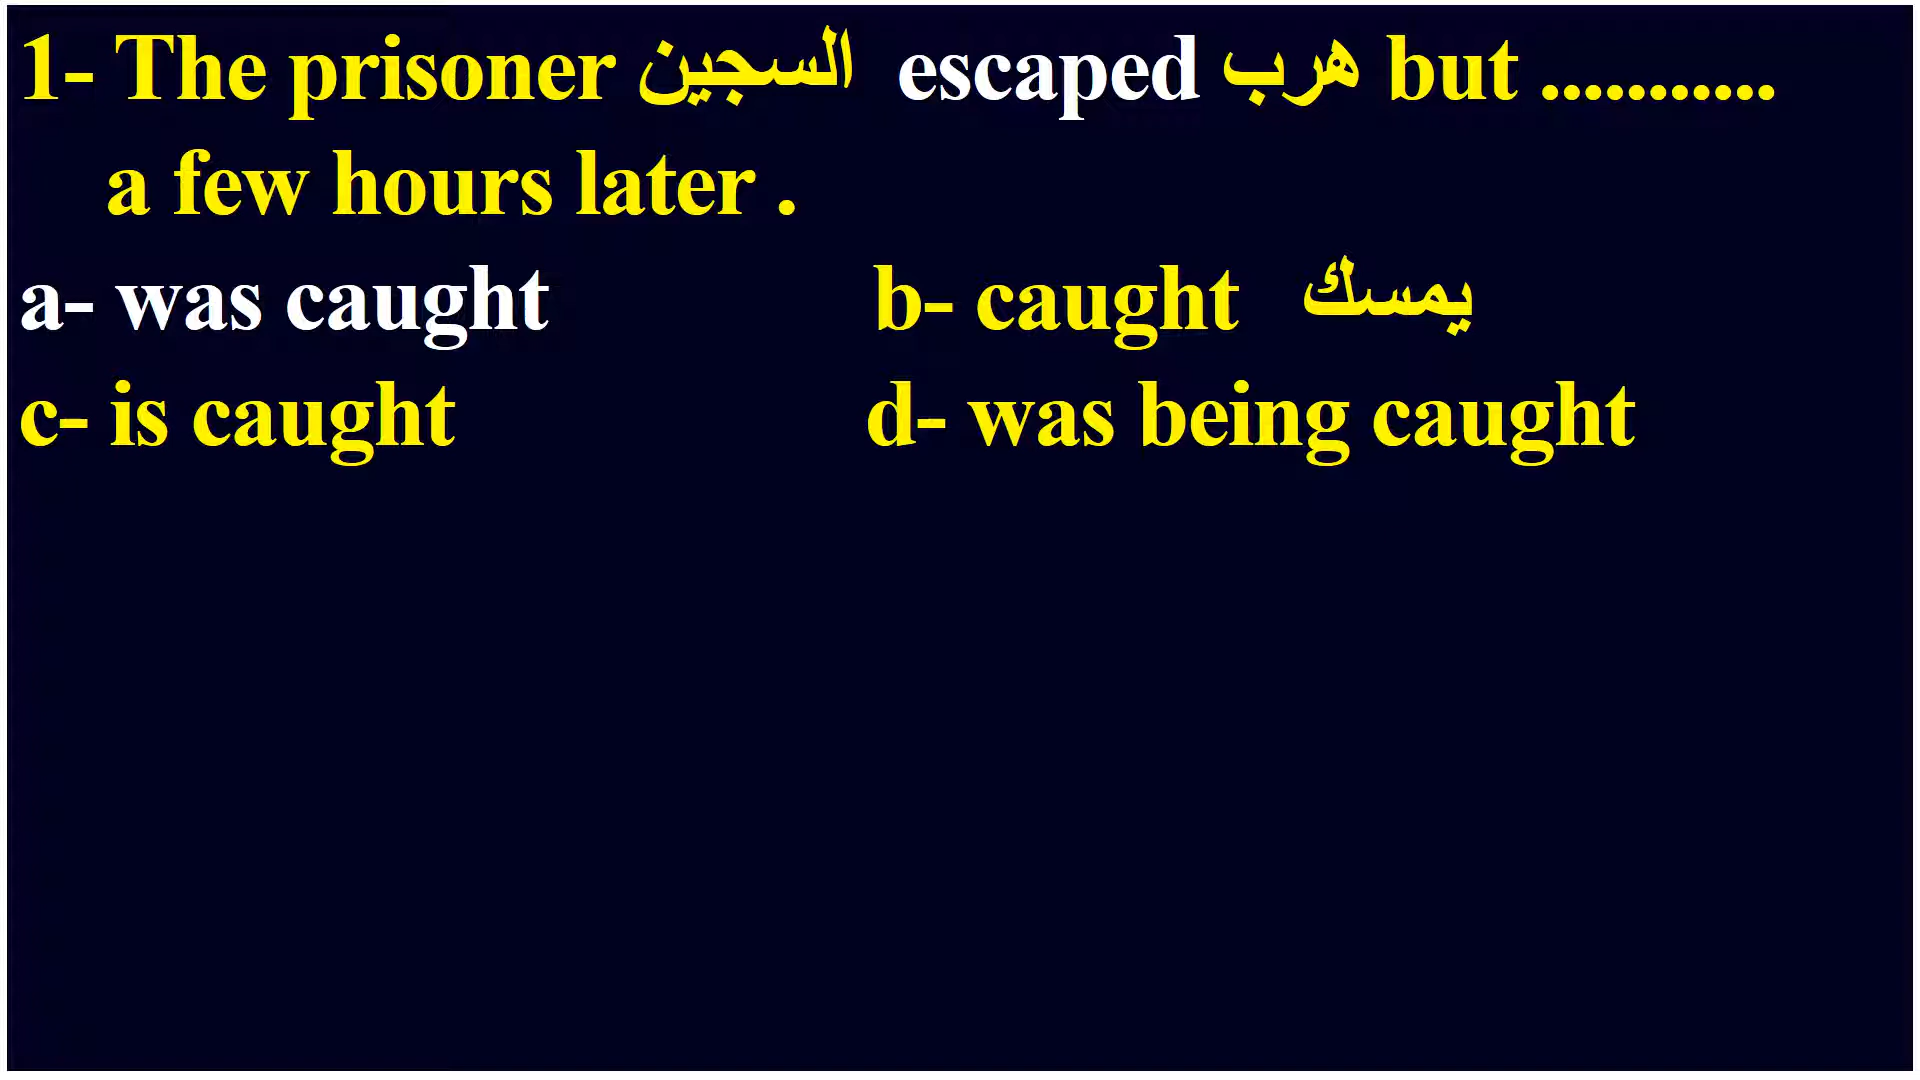 1- The prisoner السجين escaped هرب but ...........
a few hours later .
a- was caught b- caught يمسك
c- is caught d- was being caught